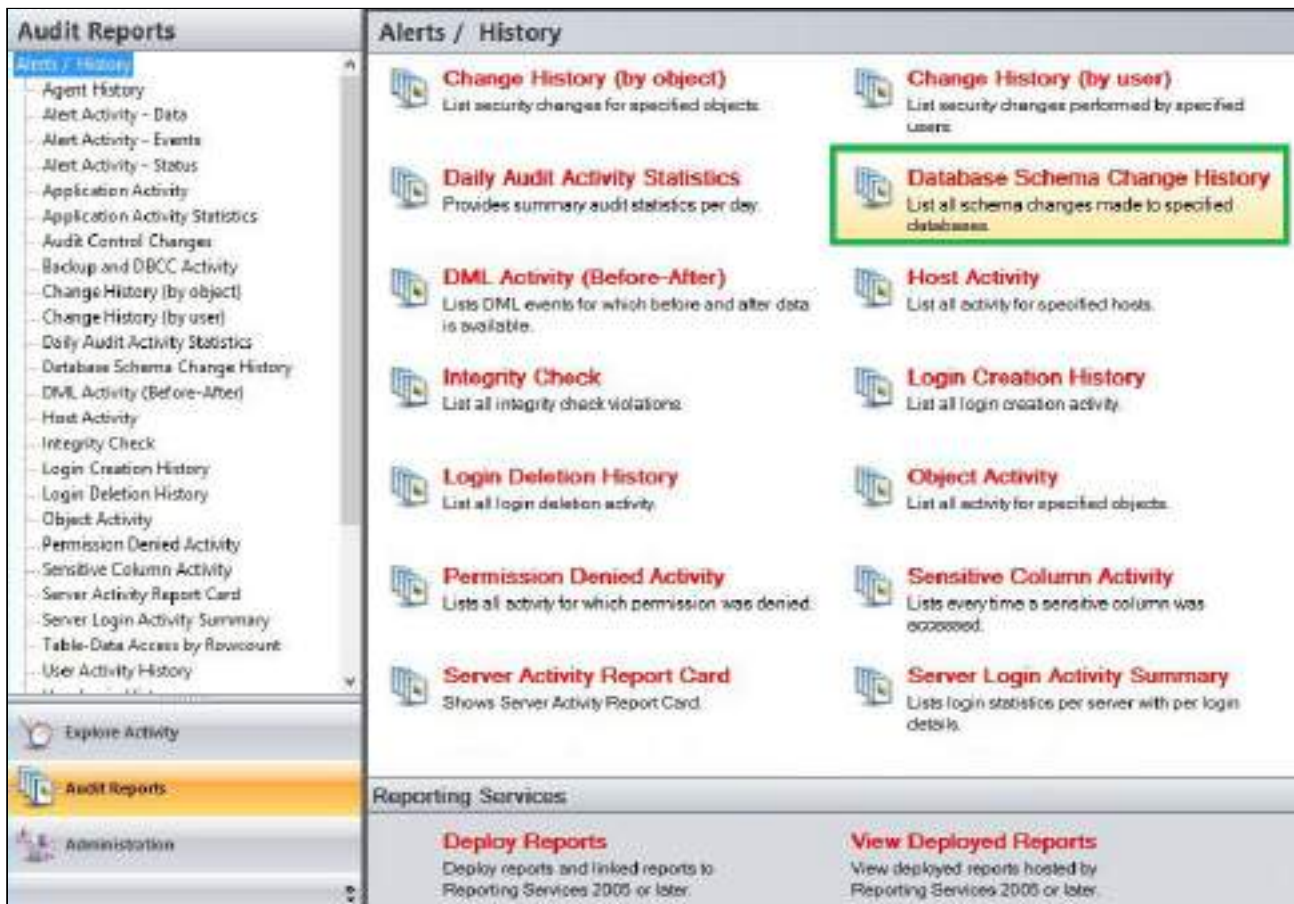 Audit Reports
Alerts / History
Agent History
Alert Activity - Data
Alert Activity - Events
Alert Activity - Status
Application Activity
Application Activity Statistics
Audit Control Changes
Backup and DBCC Activity
Change History (by object)
Change History (by user)
Daily Audit Activity Statistics
Database Schema Change History
DML Activity (Before-After)
Host Activity
Integrity Check
Login Creation History
Login Deletion History
Object Activity
Permission Denied Activity
Sensitive Column Activity
Server Activity Report Card
Server Login Activity Summary
Table-Data Access by Rowcount
User Activity History
Explore Activity
Audit Reports
Administration
Alerts / History
Change History (by object)
List security changes for specified objects.
Change History (by user)
List security changes performed by specified
users.
Daily Audit Activity Statistics
Provides summary audit statistics per day.
Database Schema Change History
List all schema changes made to specified
databases.
DML Activity (Before-After)
Lists DML events for which before and after data
is available.
Host Activity
List all activity for specified hosts.
Integrity Check
List all integrity check violations.
Login Creation History
List all login creation activity.
Login Deletion History
List all login deletion activity.
Object Activity
List all activity for specified objects.
Permission Denied Activity
Lists all activity for which permission was denied.
Sensitive Column Activity
Lists every time a sensitive column was
accessed.
Server Activity Report Card
Shows Server Activity Report Card.
Server Login Activity Summary
Lists login statistics per server with per login
details.
Reporting Services
Deploy Reports
Deploy reports and linked reports to
Reporting Services 2005 or later.
View Deployed Reports
View deployed reports hosted by
Reporting Services 2005 or later.